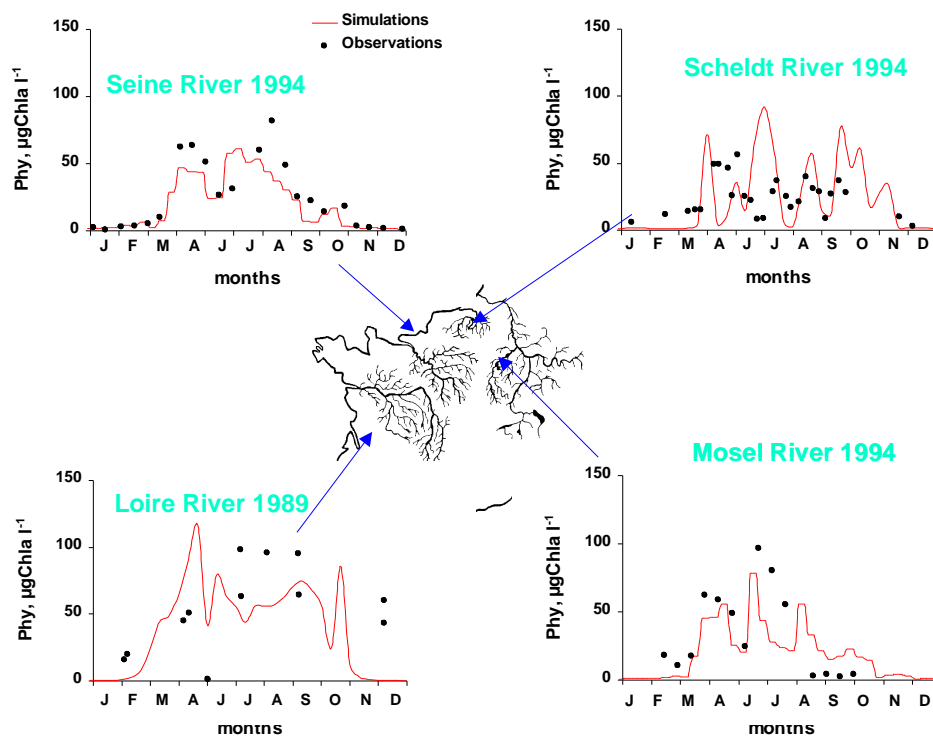 Simulations
Observations
Seine River 1994
Phy, µgChla l-1
150
100
50
0
J F M A M J J A S O N D
months
Scheldt River 1994
Phy, µgChla l-1
150
100
50
0
J F M A M J J A S O N D
months
Loire River 1989
Phy, µgChla l-1
150
100
50
0
J F M A M J J A S O N D
months
Mosel River 1994
Phy, µgChla l-1
150
100
50
0
J F M A M J J A S O N D
months